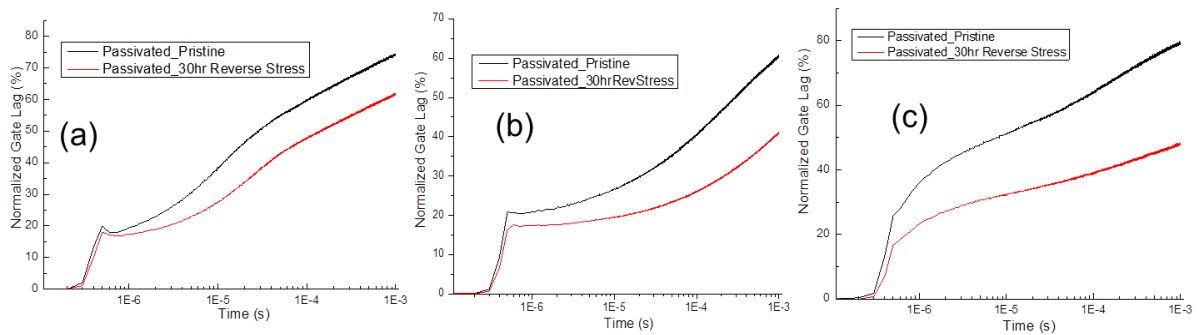 Normalized Gate Lag (%)
80
70
60
50
40
30
20
10
0
Passivated_Pristine
Passivated_30hr Reverse Stress
(a)
1E-6
1E-5
1E-4
1E-3
Time (s)
Normalized Gate Lag (%)
70
60
50
40
30
20
10
0
Passivated_Pristine
Passivated_30hrRevStress
(b)
1E-6
1E-5
1E-4
1E-3
Time (s)
Normalized Gate Lag (%)
80
60
40
20
0
Passivated_Pristine
Passivated_30hr Reverse Stress
(c)
1E-6
1E-5
1E-4
1E-3
Time (s)